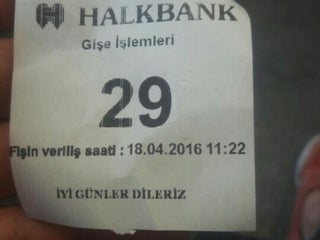 HALKBANK
Gişe İşlemleri
29
Fişin veriliş saati : 18.04.2016 11:22
İYİ GÜNLER DİLERİZ